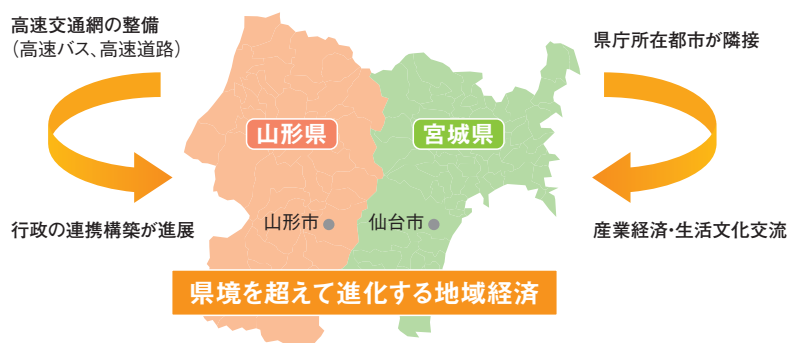 高速交通網の整備
（高速バス、高速道路）
県庁所在都市が隣接
山形県
宮城県
山形市
仙台市
行政の連携構築が進展
産業経済・生活文化交流
県境を超えて進化する地域経済